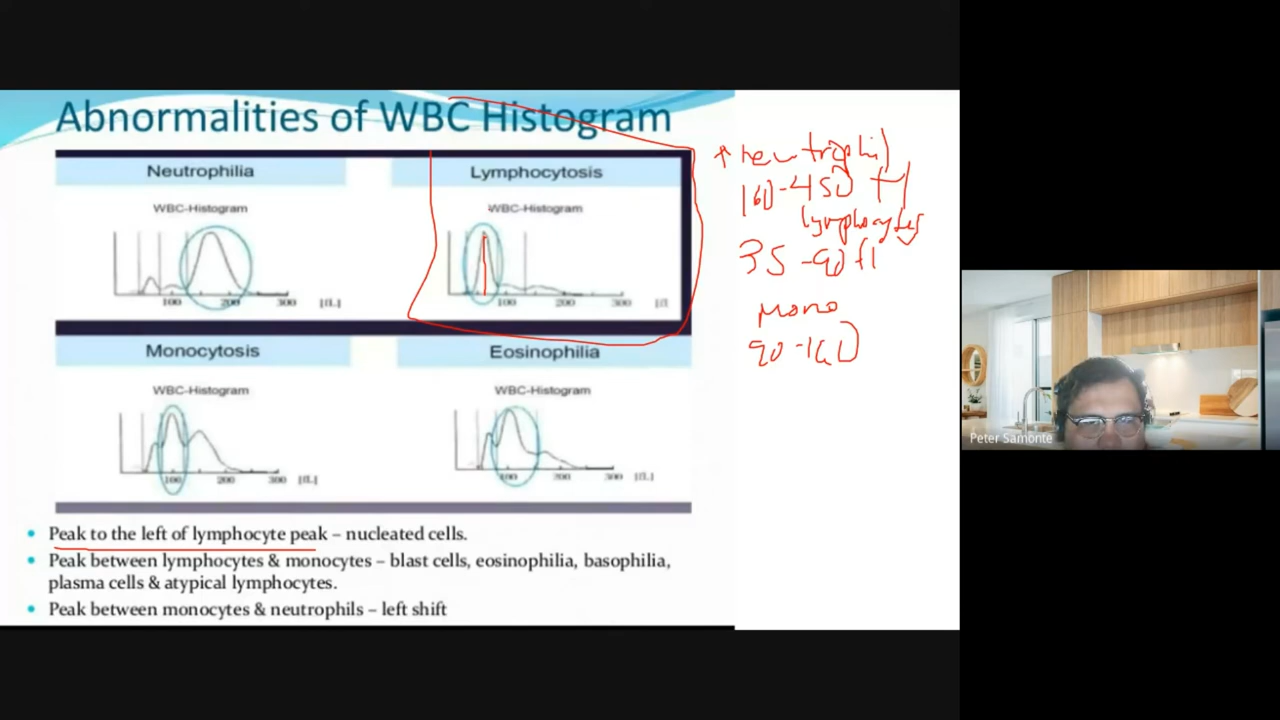 Abnormalities of WBC Histogram
Neutrophilia
Lymphocytosis
WBC-Histogram
WBC-Histogram
100 200 300 [fL]
100 200 300 [fl
Monocytosis
Eosinophilia
WBC-Histogram
WBC-Histogram
100 200 300 [fL]
100 200 300 [fL]
• Peak to the left of lymphocyte peak – nucleated cells.
• Peak between lymphocytes & monocytes – blast cells, eosinophilia, basophilia,
plasma cells & atypical lymphocytes.
• Peak between monocytes & neutrophils – left shift
↑ neutrophil
160-450 fl
lymphocytes
35-90 fl
mono
90-160
Peter Samonte